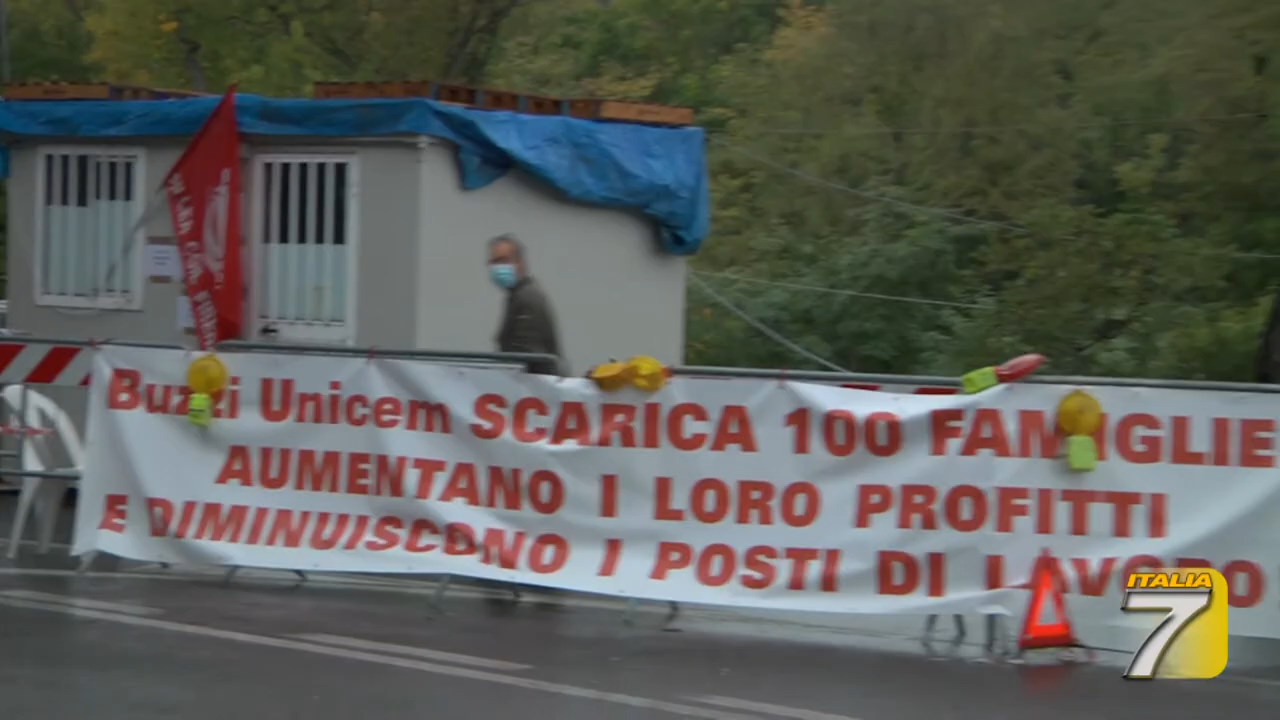 Buzzi Unicem SCARICA 100 FAMIGLIE
AUMENTANO I LORO PROFITTI
E DIMINUISCONO I POSTI DI LAVORO
ITALIA
7